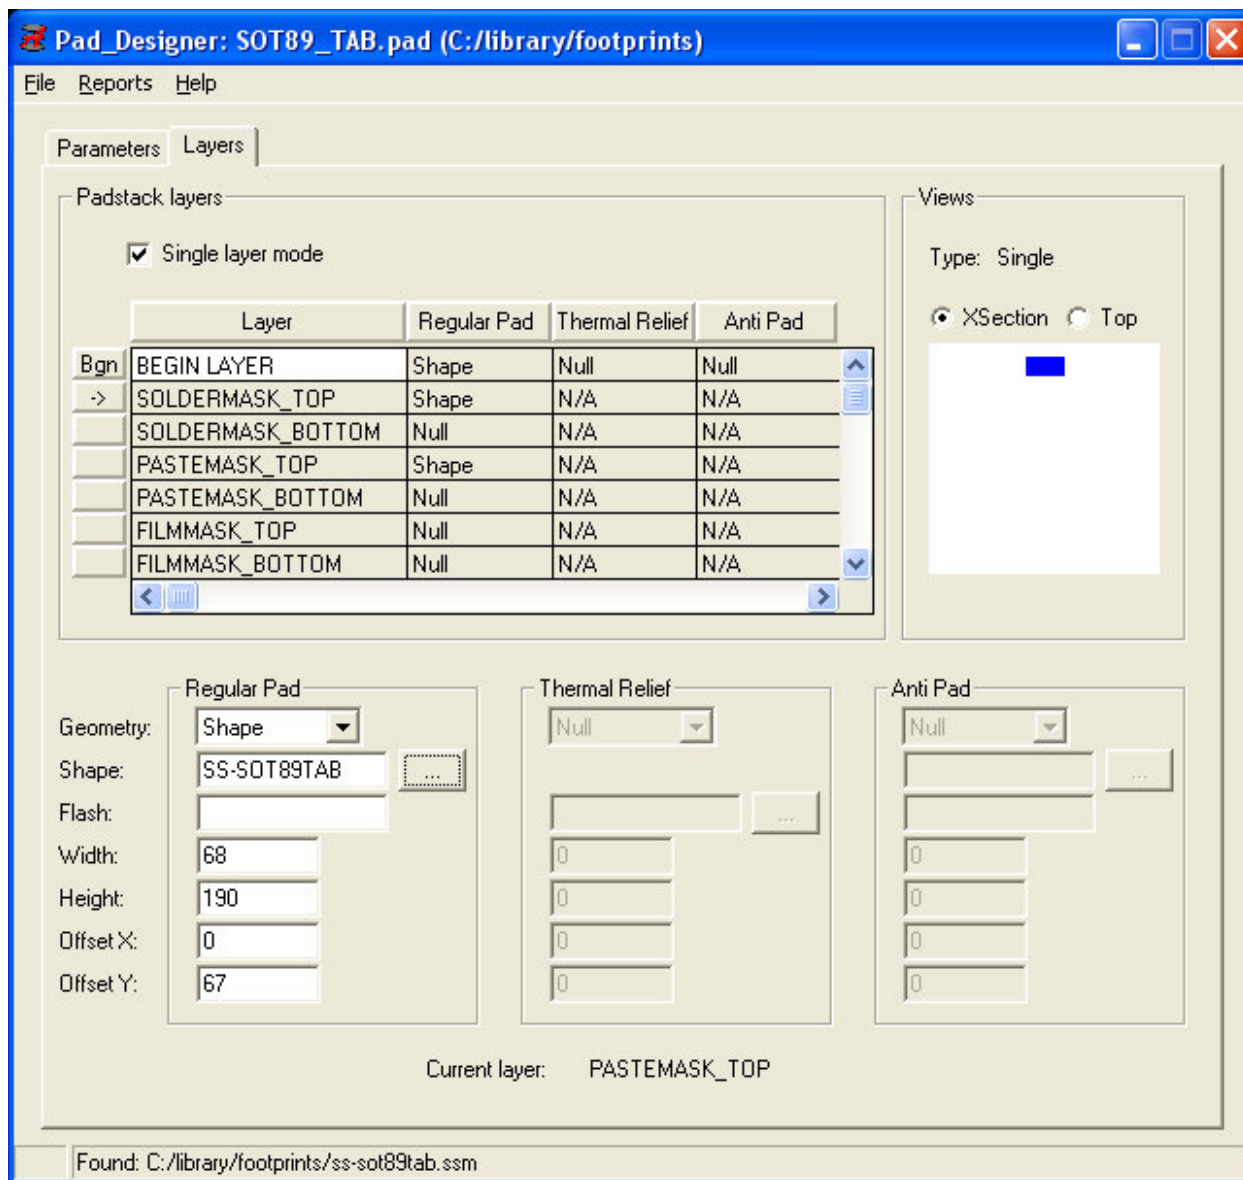 Pad_Designer: SOT89_TAB.pad (C:/library/footprints)
File Reports Help
Parameters Layers
Padstack layers
Single layer mode
Layer Regular Pad Thermal Relief Anti Pad
Bgn BEGIN LAYER Shape Null Null
-> SOLDERMASK_TOP Shape N/A N/A
SOLDERMASK_BOTTOM Null N/A N/A
PASTEMASK_TOP Shape N/A N/A
PASTEMASK_BOTTOM Null N/A N/A
FILMMASK_TOP Null N/A N/A
FILMMASK_BOTTOM Null N/A N/A
Views
Type: Single
XSection Top
Regular Pad Thermal Relief Anti Pad
Geometry: Shape Null Null
Shape: SS-SOT89TAB ... ...
Flash: ...
Width: 68 0 0
Height: 190 0 0
Offset X: 0 0 0
Offset Y: 67 0 0
Current layer: PASTEMASK_TOP
Found: C:/library/footprints/ss-sot89tab.ssm